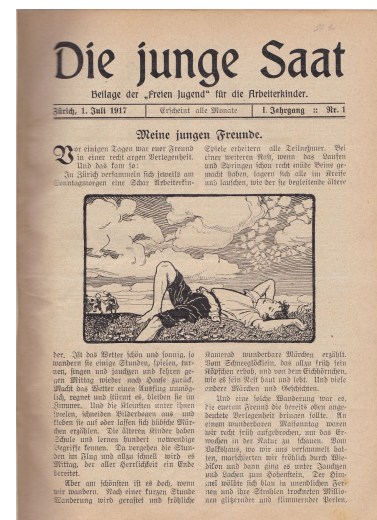 Die junge Saat
Beilage der „Freien Jugend" für die Arbeiterkinder.
Zürich, 1. Juli 1917
Erscheint alle Monate
I. Jahrgang :: Nr. 1
Meine jungen Freunde.
Vor einigen Tagen war euer Freund
in einer recht argen Verlegenheit.
Und das kam so:
In Zürich versammeln sich jeweils am
Sonntagmorgen eine Schar Arbeiterkin-
Spiele erheitern alle Teilnehmer. Bei
einer weiteren Rast, wenn das Laufen
und Springen schon recht müde Beine ge-
macht haben, lagern sich alle im Kreise
und lauschen, wie der sie begleitende ältere
der. Ist das Wetter schön und sonnig, so
wandern sie einige Stunden, spielen, tur-
nen, singen und jauchzen und kehren ge-
gen Mittag wieder nach Hause zurück.
Macht das Wetter einen Ausflug unmög-
lich, regnet und stürmt es, bleiben sie im
Zimmer. Und die Kleinsten unter ihnen
spielen, schneiden Bilderbogen aus und
kleben sie auf oder lassen sich hübsche Mär-
chen erzählen. Die älteren Kinder haben
Schule und lernen hundert notwendige
Begriffe kennen. Da vergehen die Stun-
den im Flug und allzu schnell wird es
Mittag, der aller Herrlichkeit ein Ende
bereitet.
Aber am schönsten ist es doch, wenn
wir wandern. Nach einer kurzen Stunde
Wanderung wird gerastet und fröhliche
Kamerad wunderbare Märchen erzählt.
Vom Schneeglöcklein, das allzu früh sein
Köpfchen erhob, und von dem Eichhörnchen,
wie es sein Nest baut und lebt. Und viele
andere Märchen und Geschichten.
Und eine solche Wanderung war es,
die eurem Freund die bereits oben ange-
deutete Verlegenheit bringen sollte. An
einem wunderbaren Maisonntag waren
wir recht früh aufgebrochen, um das Er-
wachen in der Natur zu schauen. Vom
Volkshaus, wo wir uns versammelt hat-
ten, marschierten wir fröhlich durch Wie-
dikon und dann ging es unter Jauchzen
und Lachen zum Hohenstein. Der Him-
mel wölbte sich blau in unendlichen Fer-
nen und ihre Strahlen trockneten Millio-
nen glitzernder und flimmernder Perlen.